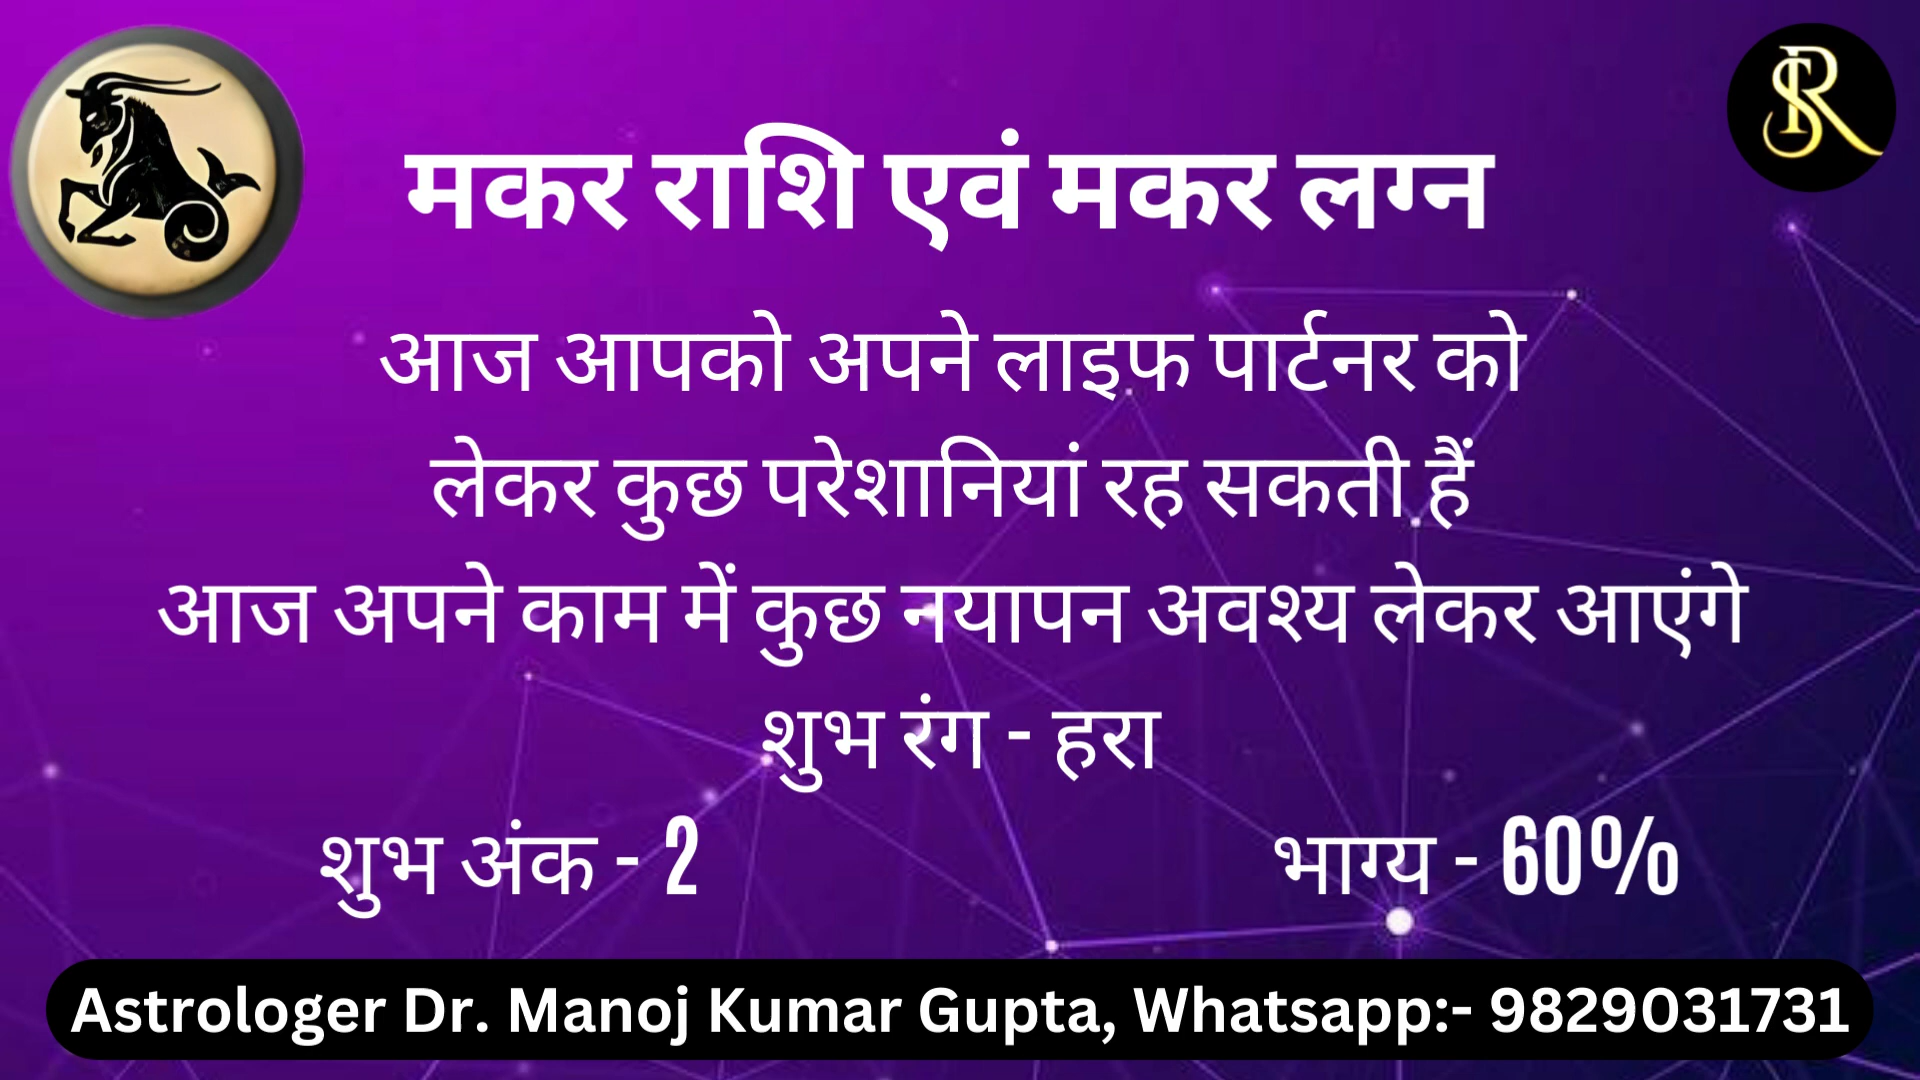 मकर राशि एवं मकर लग्न
आज आपको अपने लाइफ पार्टनर को
लेकर कुछ परेशानियां रह सकती हैं
आज अपने काम में कुछ नयापन अवश्य लेकर आएंगे
शुभ रंग - हरा
शुभ अंक - 2 भाग्य - 60%
Astrologer Dr. Manoj Kumar Gupta, Whatsapp:- 9829031731